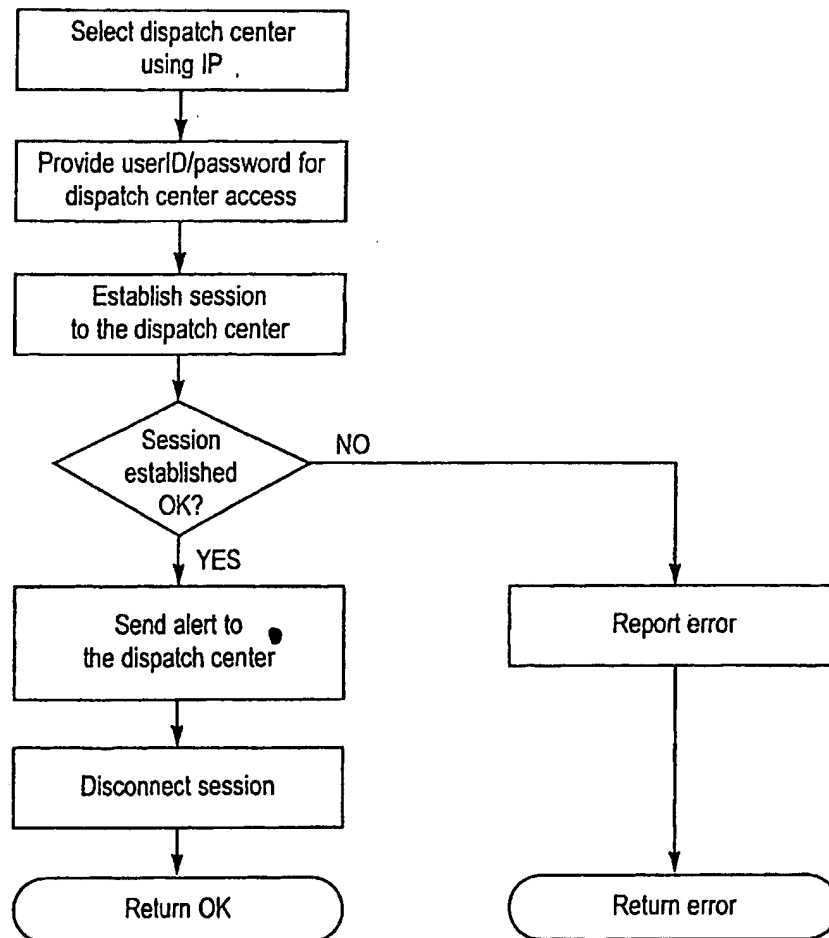 Select dispatch center
using IP
Provide userID/password for
dispatch center access
Establish session
to the dispatch center
Session
established
OK?
NO
YES
Send alert to
the dispatch center
Report error
Disconnect session
Return OK
Return error